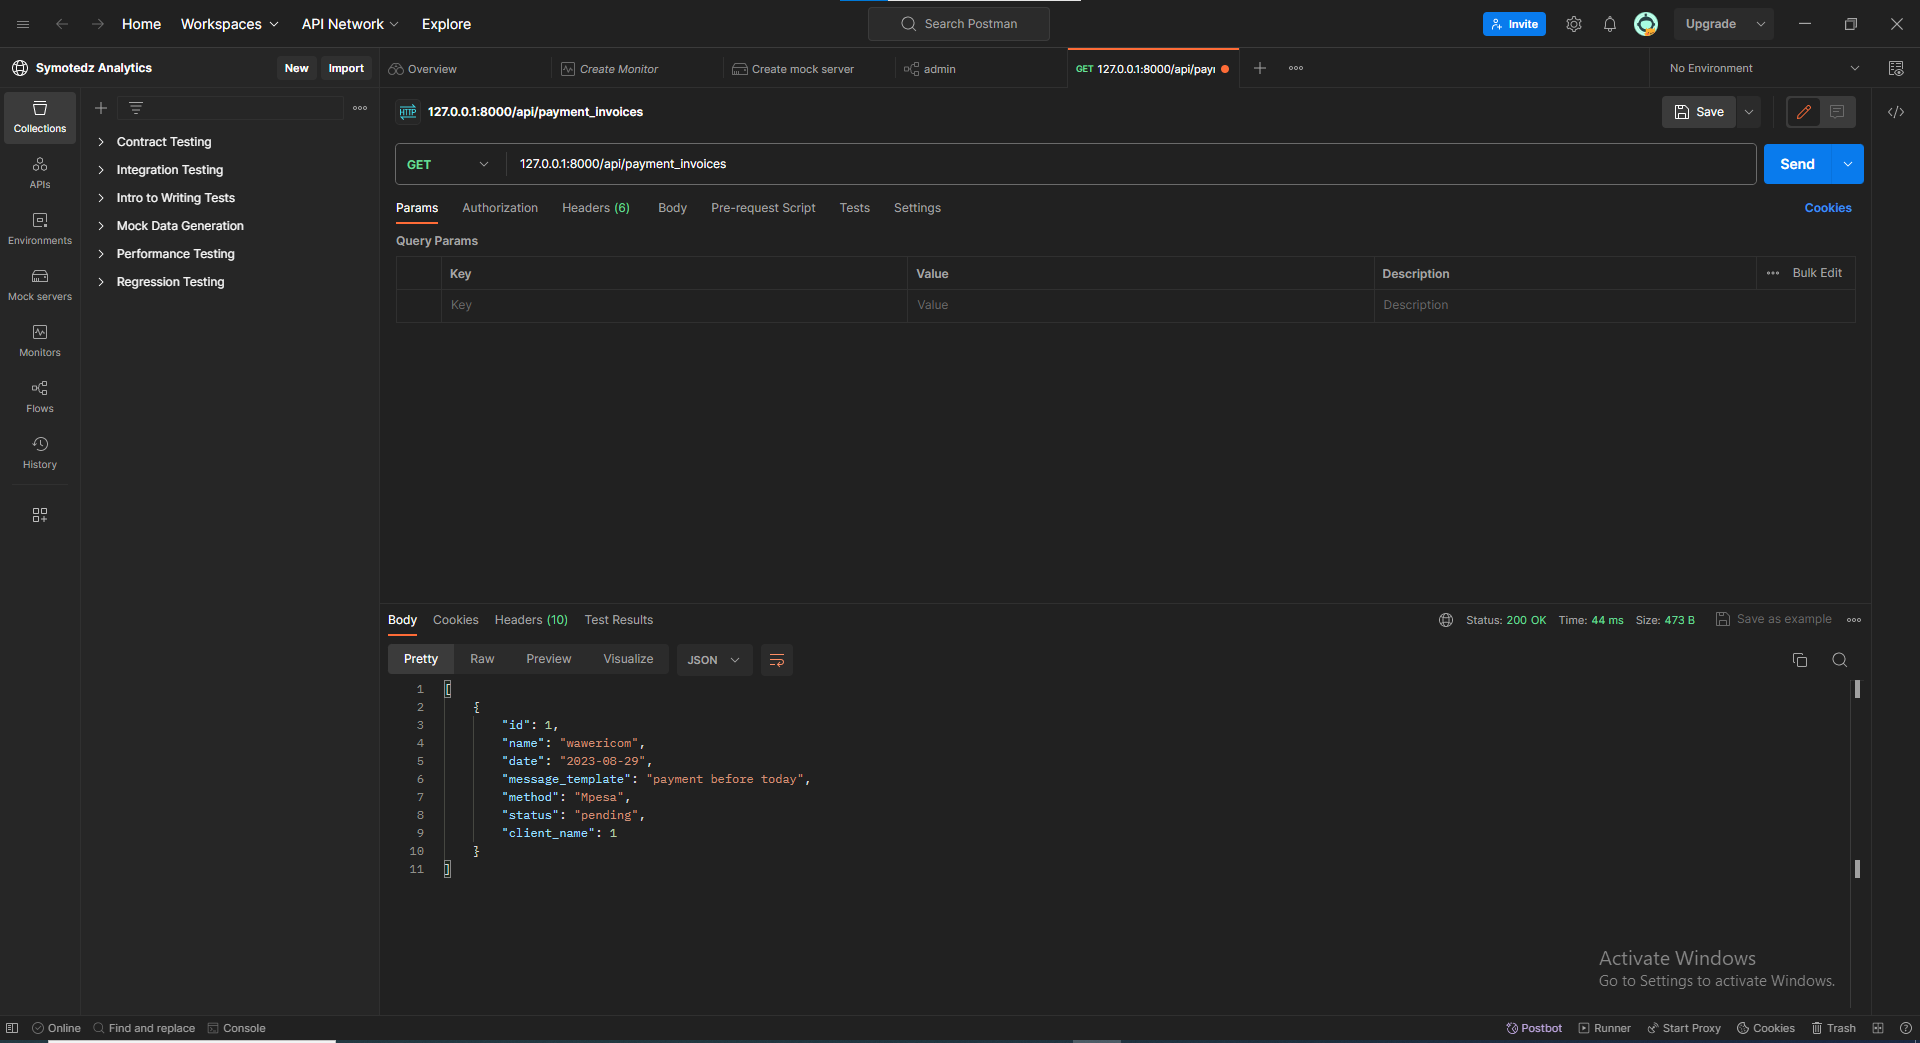 Home Workspaces API Network Explore Search Postman Invite Upgrade
Symotedz Analytics New Import Overview Create Monitor Create mock server admin GET 127.0.0.1:8000/api/payı No Environment
Collections
APIs
Environments
Mock servers
Monitors
Flows
History
Contract Testing
Integration Testing
Intro to Writing Tests
Mock Data Generation
Performance Testing
Regression Testing
HTTP 127.0.0.1:8000/api/payment_invoices Save
GET 127.0.0.1:8000/api/payment_invoices Send
Params Authorization Headers (6) Body Pre-request Script Tests Settings Cookies
Query Params
Key Value Description Bulk Edit
Key Value Description
Body Cookies Headers (10) Test Results Status: 200 OK Time: 44 ms Size: 473 B Save as example
Pretty Raw Preview Visualize JSON
1 [
2 {
3 "id": 1,
4 "name": "wawericom",
5 "date": "2023-08-29",
6 "message_template": "payment before today",
7 "method": "Mpesa",
8 "status": "pending",
9 "client_name": 1
10 }
11 ]
Activate Windows
Go to Settings to activate Windows.
Online Find and replace Console Postbot Runner Start Proxy Cookies Trash